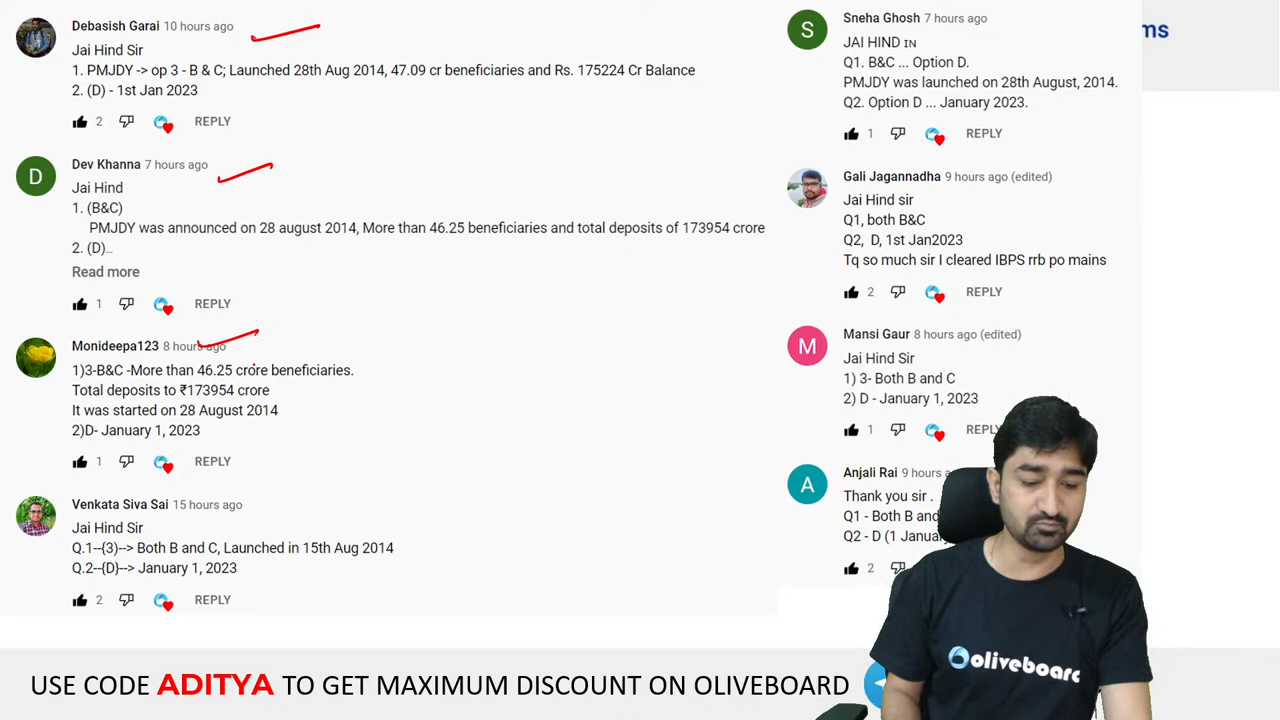 Debasish Garai 10 hours ago
Jai Hind Sir
1. PMJDY -> op 3 - B & C; Launched 28th Aug 2014, 47.09 cr beneficiaries and Rs. 175224 Cr Balance
2. (D) - 1st Jan 2023
2 REPLY
Dev Khanna 7 hours ago
D
Jai Hind
1. (B&C)
PMJDY was announced on 28 august 2014, More than 46.25 beneficiaries and total deposits of 173954 crore
2. (D)...
Read more
1 REPLY
Monideepa123 8 hours ago
1)3-B&C -More than 46.25 crore beneficiaries.
Total deposits to ₹173954 crore
It was started on 28 August 2014
2)D- January 1, 2023
1 REPLY
Venkata Siva Sai 15 hours ago
Jai Hind Sir
Q.1--{3)--> Both B and C, Launched in 15th Aug 2014
Q.2--{D}--> January 1, 2023
2 REPLY
Sneha Ghosh 7 hours ago
S
JAI HIND IN
Q1. B&C ... Option D.
PMJDY was launched on 28th August, 2014.
Q2. Option D ... January 2023.
1 REPLY
Gali Jagannadha 9 hours ago (edited)
Jai Hind sir
Q1, both B&C
Q2, D, 1st Jan2023
Tq so much sir I cleared IBPS rrb po mains
2 REPLY
Mansi Gaur 8 hours ago (edited)
M
Jai Hind Sir
1) 3- Both B and C
2) D - January 1, 2023
1 REPLY
Anjali Rai 9 hours
A
Thank you sir .
Q1 - Both B and
Q2 - D (1
2
ms
oliveboard
USE CODE ADITYA TO GET MAXIMUM DISCOUNT ON OLIVEBOARD